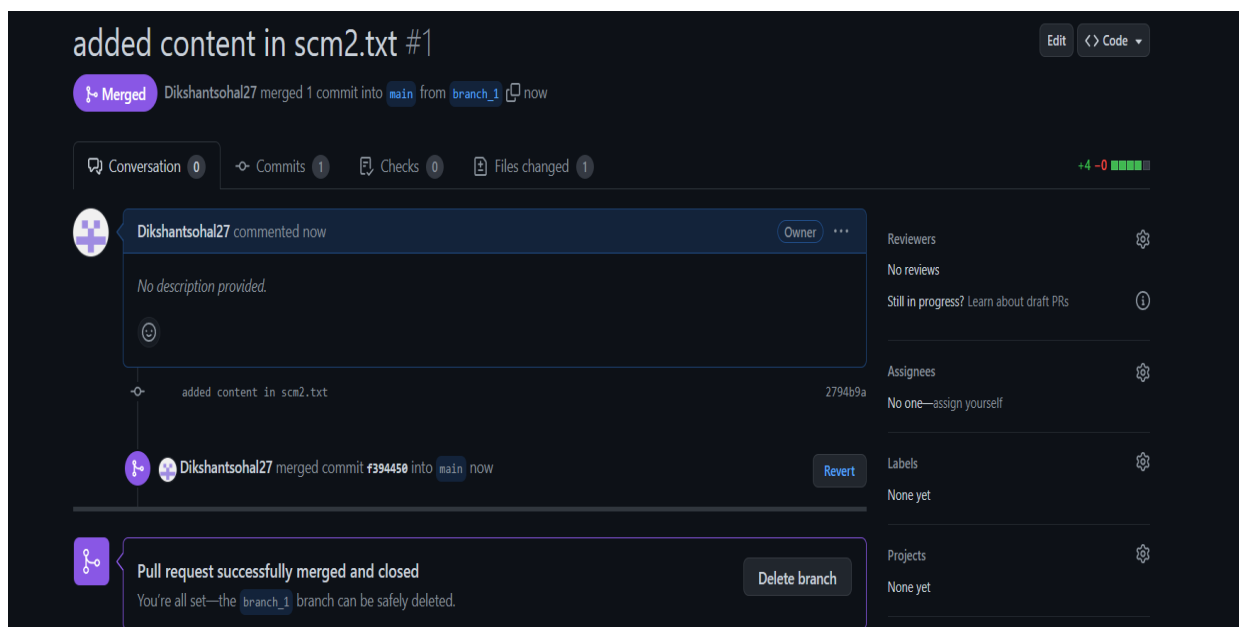 added content in scm2.txt #1
Edit
<> Code
Merged
Dikshantsohal27 merged 1 commit into main from branch_1 now
Conversation 0
Commits 1
Checks 0
Files changed 1
+4 −0
Dikshantsohal27 commented now
Owner
No description provided.
added content in scm2.txt
2794b9a
Dikshantsohal27 merged commit f394450 into main now
Revert
Pull request successfully merged and closed
You're all set—the branch_1 branch can be safely deleted.
Delete branch
Reviewers
No reviews
Still in progress? Learn about draft PRs
Assignees
No one—assign yourself
Labels
None yet
Projects
None yet